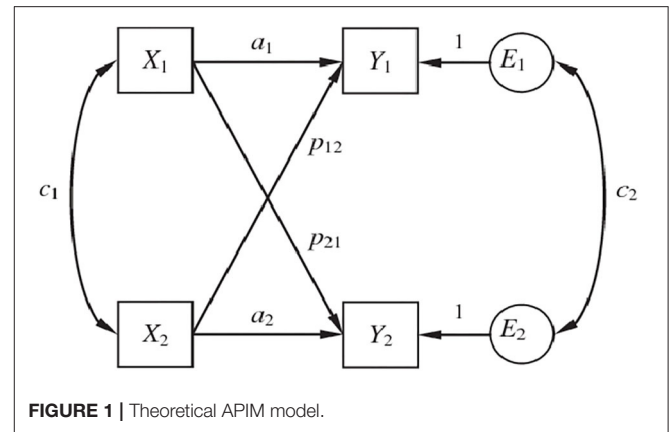 X₁
a₁
Y₁
1
E₁
p₁₂
c₁
c₂
p₂₁
X₂
a₂
Y₂
1
E₂
FIGURE 1 | Theoretical APIM model.